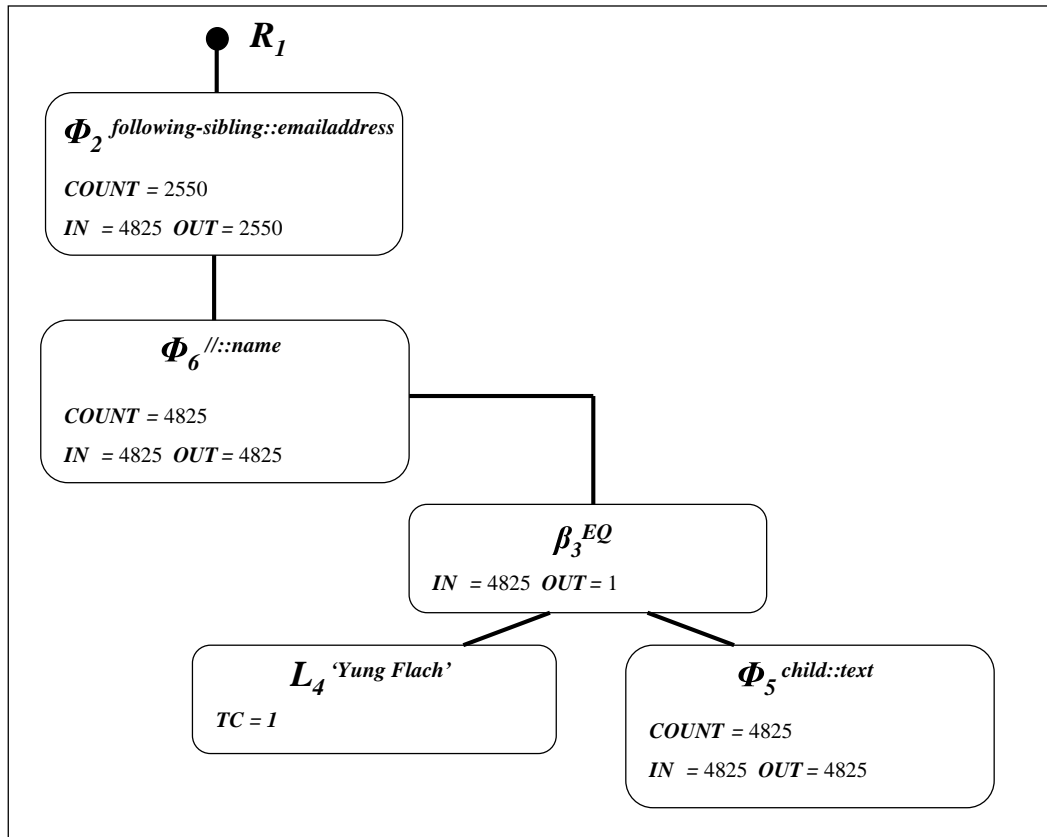 R1
Φ2 following-sibling::emailaddress
COUNT = 2550
IN = 4825 OUT = 2550
Φ6 //::name
COUNT = 4825
IN = 4825 OUT = 4825
β3 EQ
IN = 4825 OUT = 1
L4 ‘Yung Flach’
TC = 1
Φ5 child::text
COUNT = 4825
IN = 4825 OUT = 4825